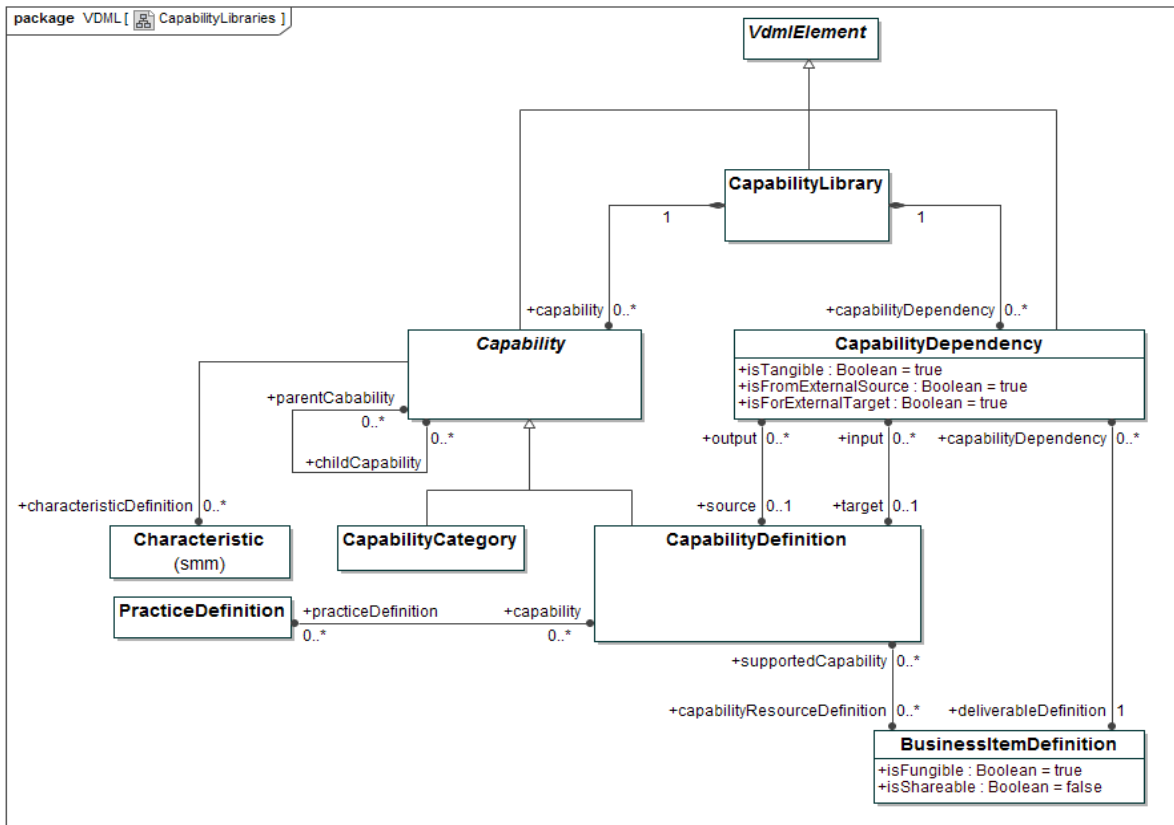 package VDML [ CapabilityLibraries ]
VdmlElement
CapabilityLibrary
1
1
+capability 0..*
+capabilityDependency 0..*
Capability
CapabilityDependency
+isTangible : Boolean = true
+isFromExternalSource : Boolean = true
+isForExternalTarget : Boolean = true
+parentCabability
0..*
0..*
+childCapability
+output 0..*
+input 0..*
+capabilityDependency 0..*
+characteristicDefinition 0..*
+source 0..1
+target 0..1
Characteristic
(smm)
CapabilityCategory
CapabilityDefinition
PracticeDefinition
+practiceDefinition
0..*
+capability
0..*
+supportedCapability 0..*
+capabilityResourceDefinition 0..*
+deliverableDefinition 1
BusinessItemDefinition
+isFungible : Boolean = true
+isShareable : Boolean = false